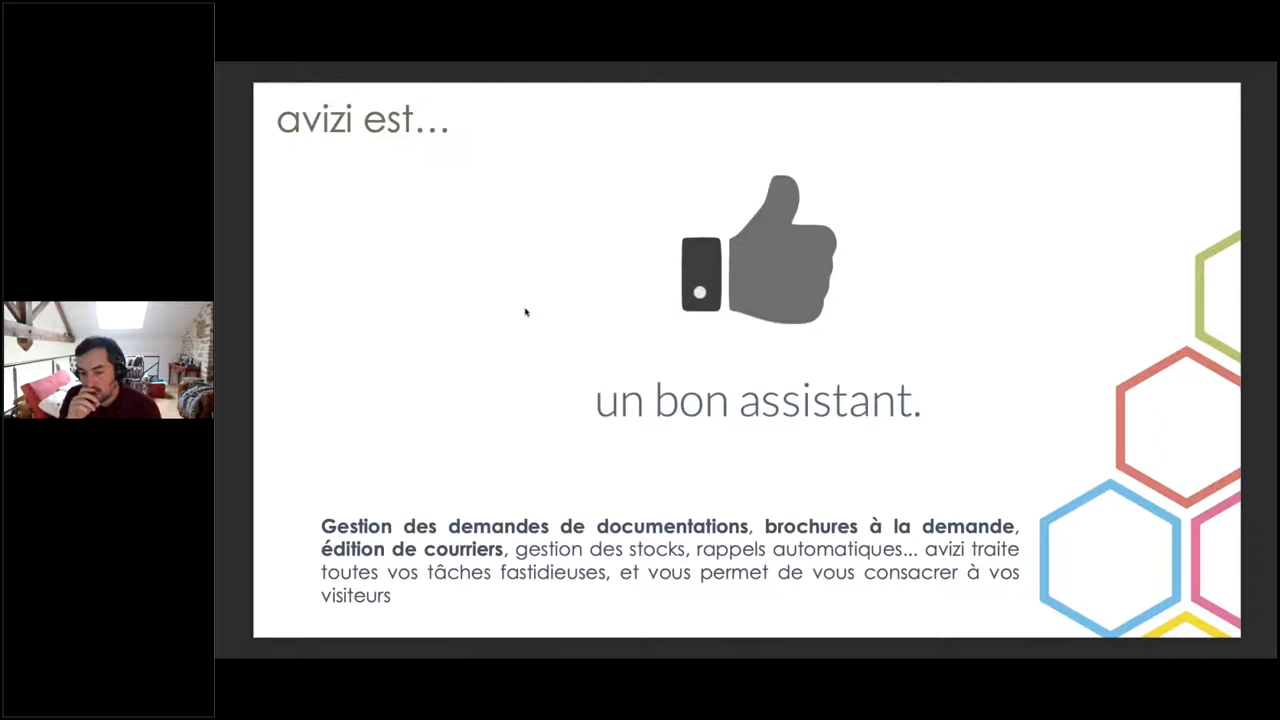 avizi est...
un bon assistant.
Gestion des demandes de documentations, brochures à la demande,
édition de courriers, gestion des stocks, rappels automatiques... avizi traite
toutes vos tâches fastidieuses, et vous permet de vous consacrer à vos
visiteurs